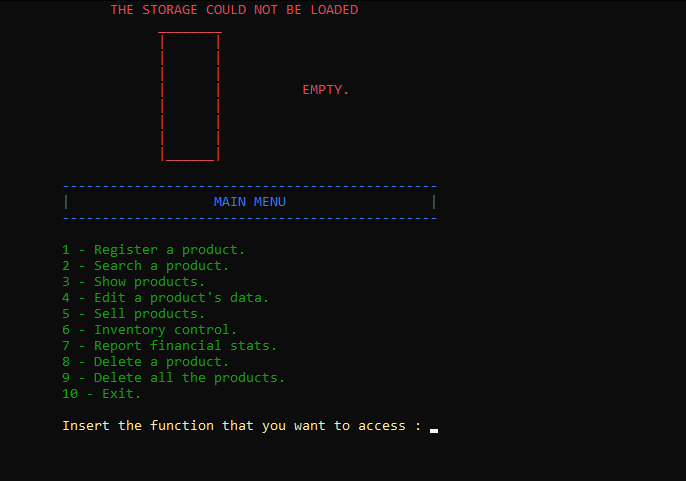 THE STORAGE COULD NOT BE LOADED
EMPTY.
MAIN MENU
1 - Register a product.
2 - Search a product.
3 - Show products.
4 - Edit a product's data.
5 - Sell products.
6 - Inventory control.
7 - Report financial stats.
8 - Delete a product.
9 - Delete all the products.
10 - Exit.
Insert the function that you want to access :